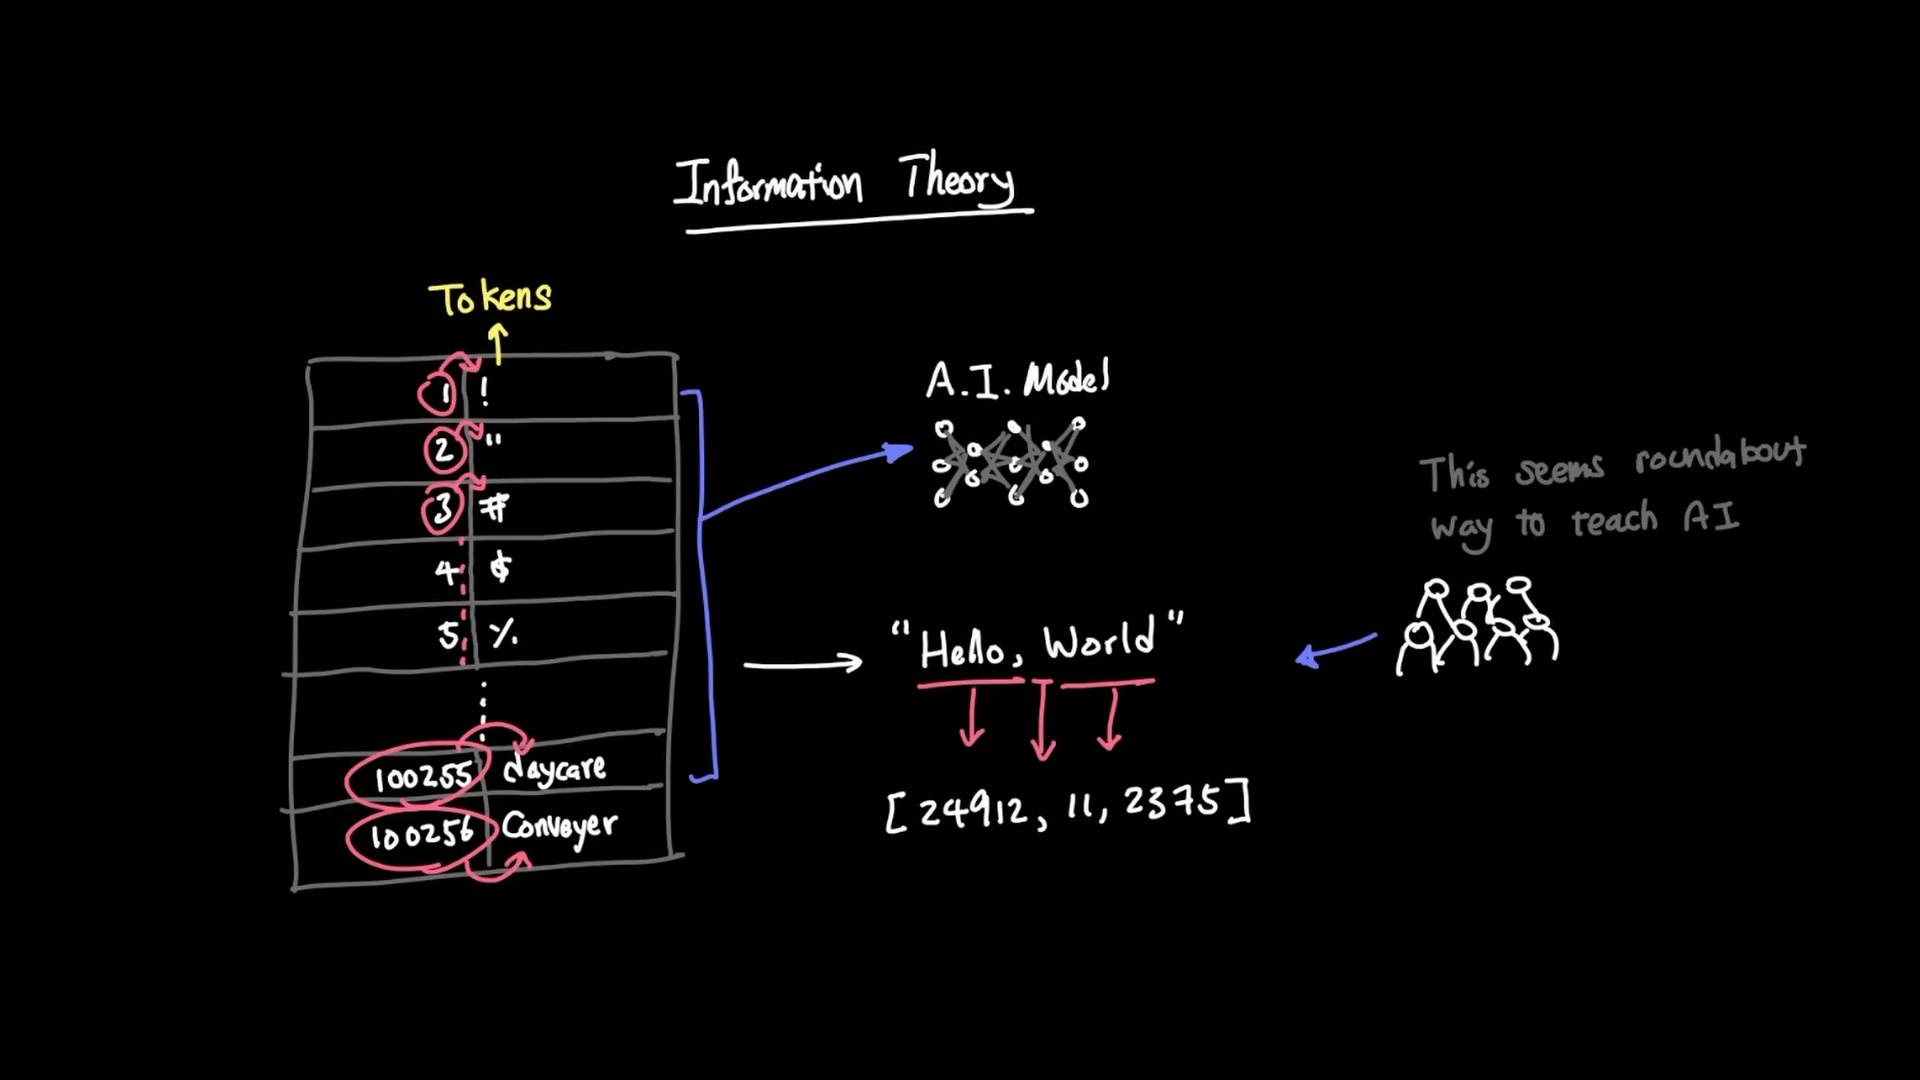 Information Theory
Tokens
1 !
2 "
3 #
4 $
5 %
100255 daycare
100256 Conveyer
A.I. Model
"Hello, World"
[24912, 11, 2375]
This seems roundabout
way to teach AI